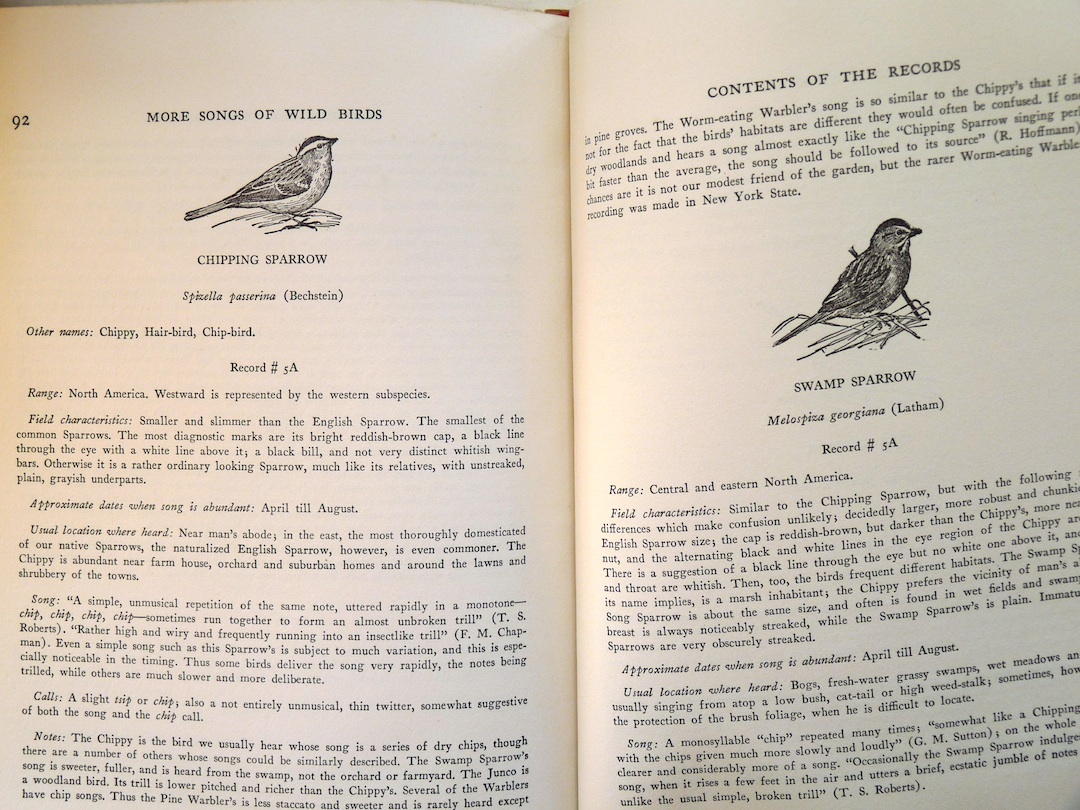 92
MORE SONGS OF WILD BIRDS
CHIPPING SPARROW
Spizella passerina (Bechstein)
Other names: Chippy, Hair-bird, Chip-bird.
Record # 5A
Range: North America. Westward is represented by the western subspecies.
Field characteristics: Smaller and slimmer than the English Sparrow. The smallest of the
common Sparrows. The most diagnostic marks are its bright reddish-brown cap, a black line
through the eye with a white line above it; a black bill, and not very distinct whitish wing-
bars. Otherwise it is a rather ordinary looking Sparrow, much like its relatives, with unstreaked,
plain, grayish underparts.
Approximate dates when song is abundant: April till August.
Usual location where heard: Near man's abode; in the east, the most thoroughly domesticated
of our native Sparrows, the naturalized English Sparrow, however, is even commoner. The
Chippy is abundant near farm house, orchard and suburban homes and around the lawns and
shrubbery of the towns.
Song: "A simple, unmusical repetition of the same note, uttered rapidly in a monotone—
chip, chip, chip, chip—sometimes run together to form an almost unbroken trill" (T. S.
Roberts). "Rather high and wiry and frequently running into an insectlike trill" (F. M. Chap-
man). Even a simple song such as this Sparrow's is subject to much variation, and this is espe-
cially noticeable in the timing. Thus some birds deliver the song very rapidly, the notes being
trilled, while others are much slower and more deliberate.
Calls: A slight tsip or chip; also a not entirely unmusical, thin twitter, somewhat suggestive
of both the song and the chip call.
Notes: The Chippy is the bird we usually hear whose song is a series of dry chips, though
there are a number of others whose songs could be similarly described. The Swamp Sparrow's
song is sweeter, fuller, and is heard from the swamp, not the orchard or farmyard. The Junco is
a woodland bird. Its trill is lower pitched and richer than the Chippy's. Several of the Warblers
have chip songs. Thus the Pine Warbler's is less staccato and sweeter and is rarely heard except
CONTENTS OF THE RECORDS
in pine groves. The Worm-eating Warbler's song is so similar to the Chippy's that if it
not for the fact that the birds' habitats are different they would often be confused. If one
dry woodlands and hears a song almost exactly like the "Chipping Sparrow singing
bit faster than the average, the song should be followed to its source" (R. Hoffmann)
chances are it is not our modest friend of the garden, but the rarer Worm-eating
recording was made in New York State.
SWAMP SPARROW
Melospiza georgiana (Latham)
Record # 5A
Range: Central and eastern North America.
Field characteristics: Similar to the Chipping Sparrow, but with the following
differences which make confusion unlikely; decidedly larger, more robust and
English Sparrow size; the cap is reddish-brown, but darker than the Chippy's, more
nut, and the alternating black and white lines in the eye region of the Chippy
There is a suggestion of a black line through the eye but no white one above it,
and throat are whitish. Then, too, the birds frequent different habitats. The Swamp
its name implies, is a marsh inhabitant; the Chippy prefers the vicinity of man's
Song Sparrow is about the same size, and often is found in wet fields and
breast is always noticeably streaked, while the Swamp Sparrow's is plain.
Sparrows are very obscurely streaked.
Approximate dates when song is abundant: April till August.
Usual location where heard: Bogs, fresh-water grassy swamps, wet meadows
usually singing from atop a low bush, cat-tail or high weed-stalk; sometimes,
the protection of the brush foliage, when he is difficult to locate.
Song: A monosyllable "chip" repeated many times; "somewhat like a Chipping
with the chips given much more slowly and loudly" (G. M. Sutton); on the whole
clearer and considerably more of a song. "Occasionally the Swamp Sparrow
song, when it rises a few feet in the air and utters a brief, ecstatic jumble of notes
unlike the usual simple, broken trill" (T. S. Roberts).